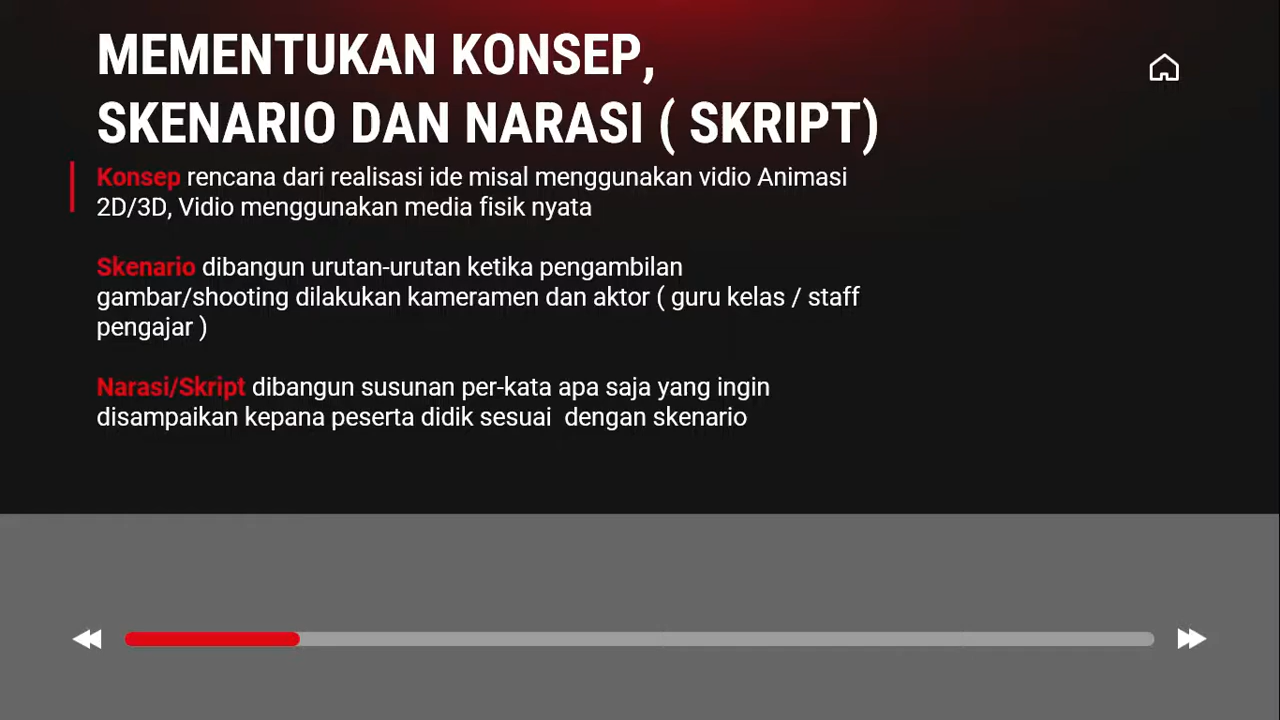 MEMENTUKAN KONSEP,
SKENARIO DAN NARASI ( SKRIPT)
Konsep rencana dari realisasi ide misal menggunakan vidio Animasi
2D/3D, Vidio menggunakan media fisik nyata
Skenario dibangun urutan-urutan ketika pengambilan
gambar/shooting dilakukan kameramen dan aktor ( guru kelas / staff
pengajar )
Narasi/Skript dibangun susunan per-kata apa saja yang ingin
disampaikan kepana peserta didik sesuai  dengan skenario